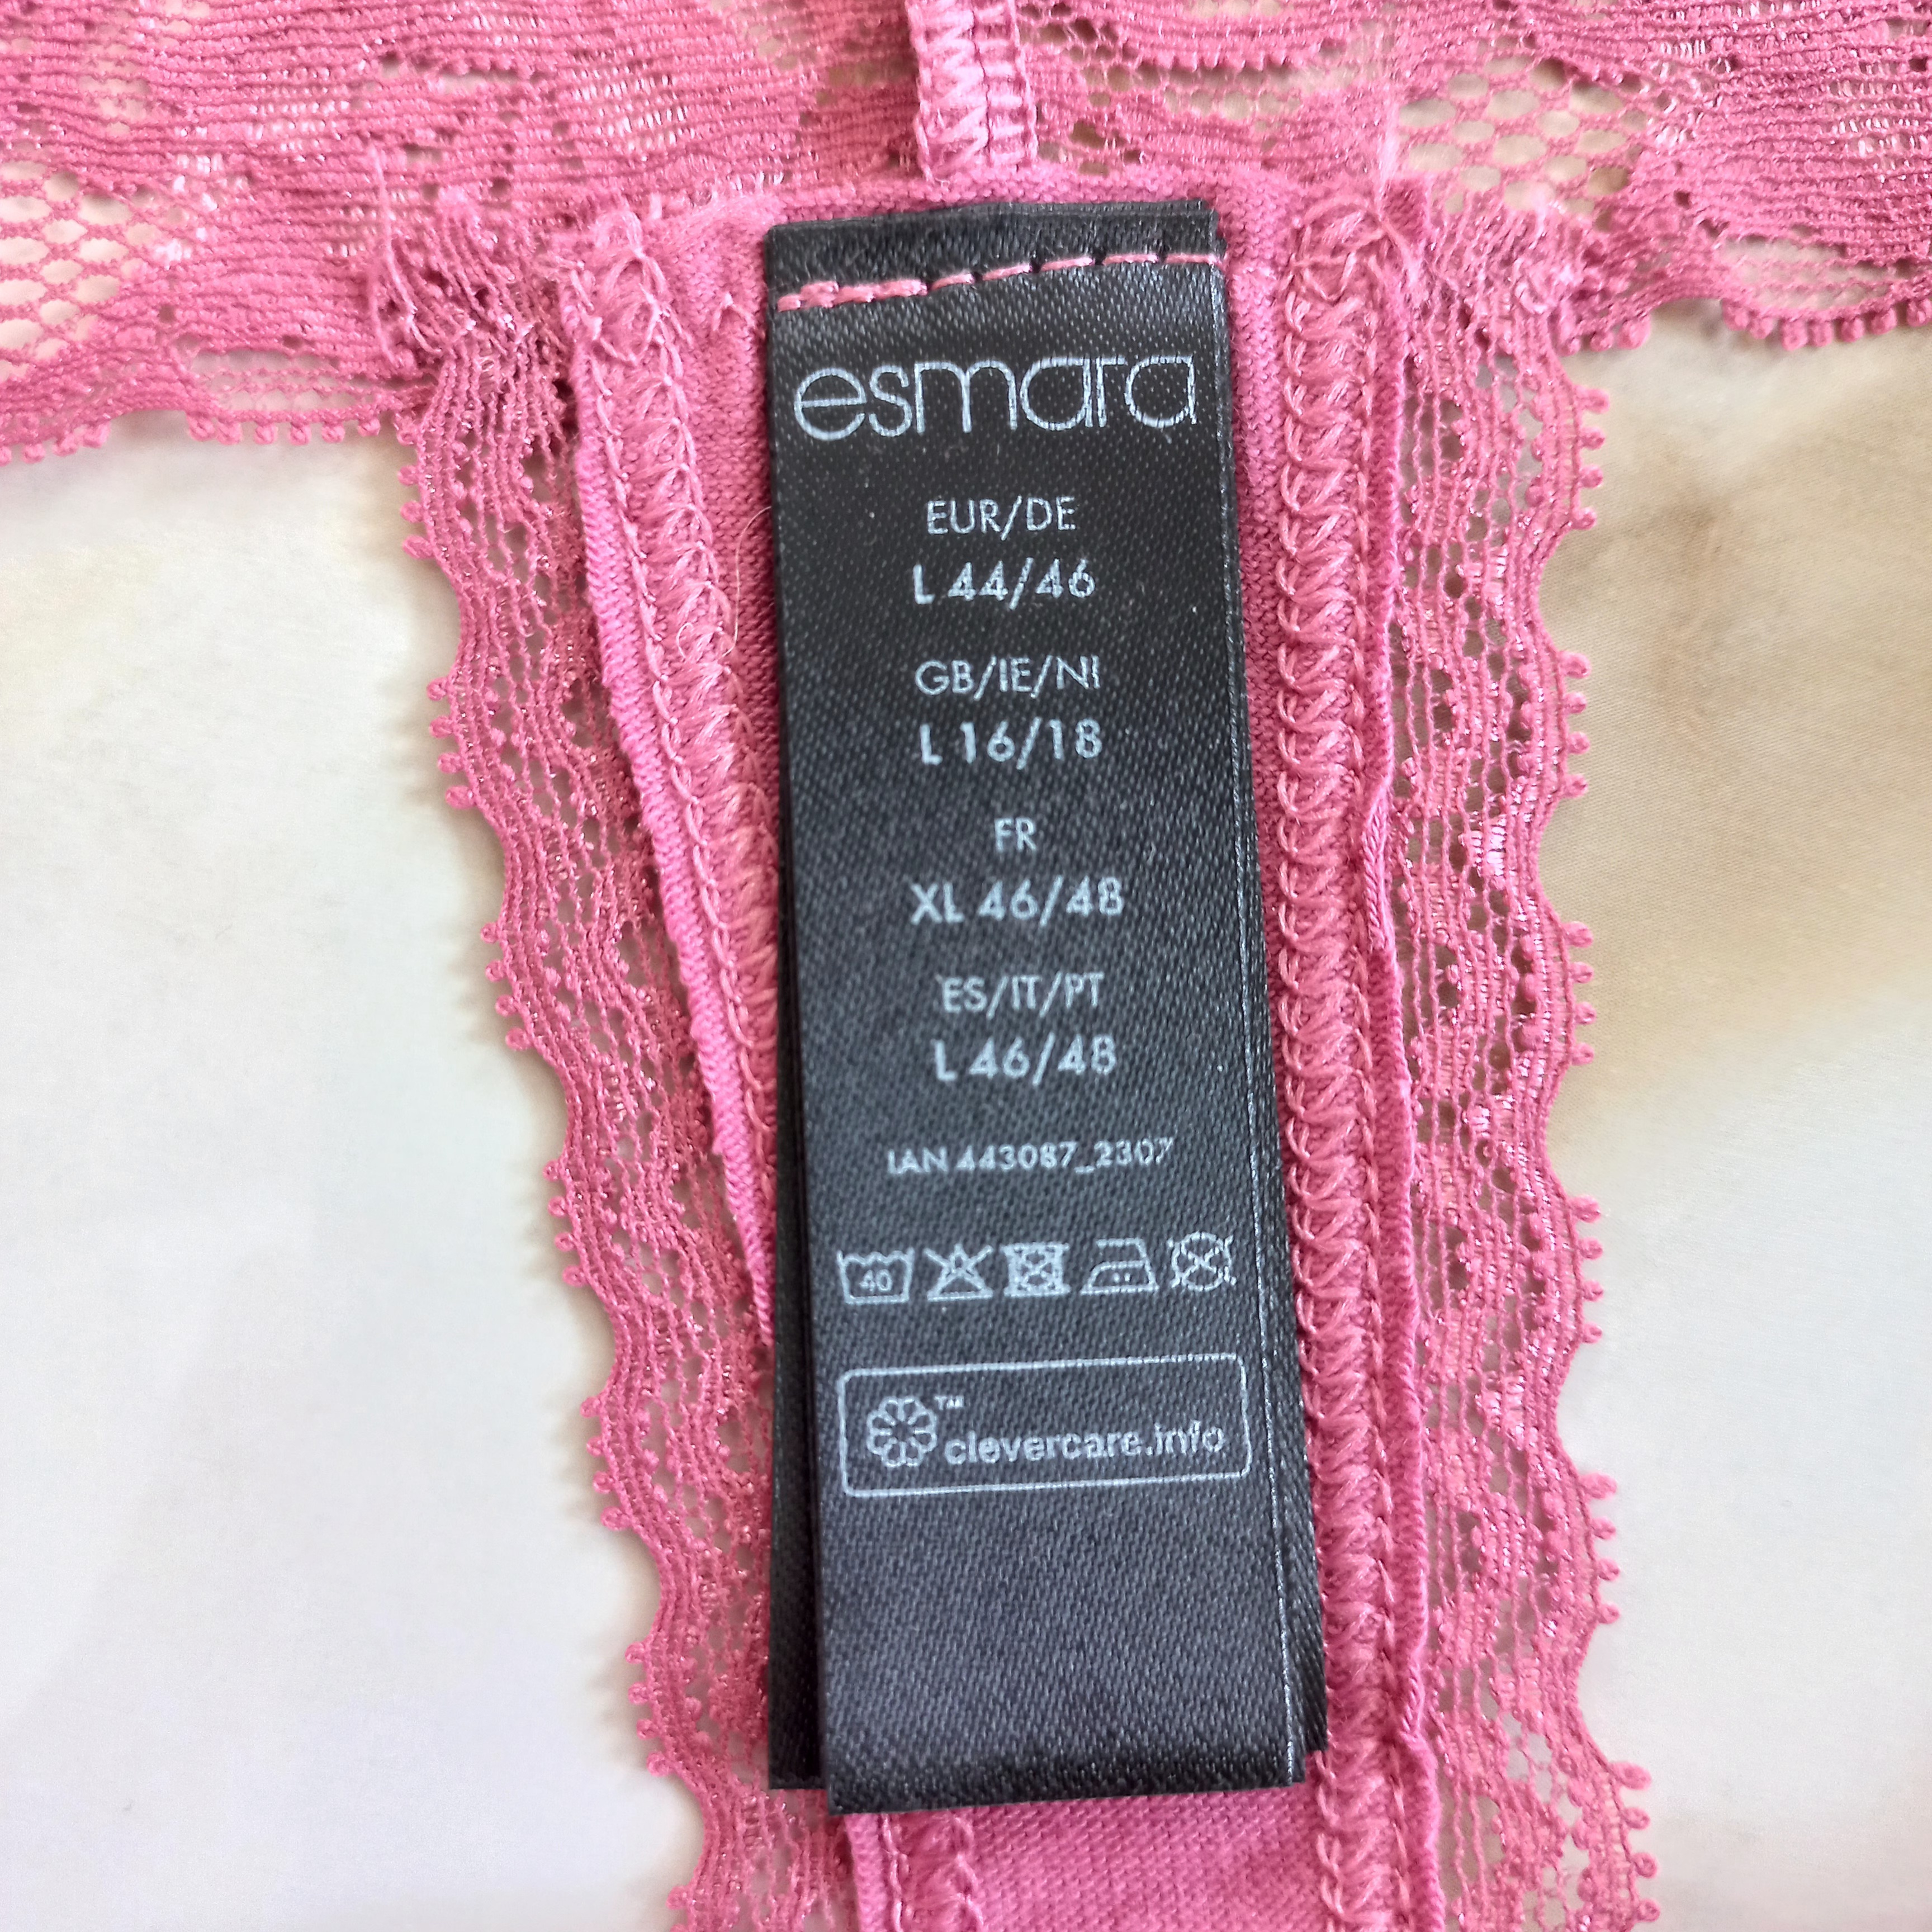 esmara
EUR/DE
L 44/46
GB/IE/NI
L 16/18
FR
XL 46/48
ES/IT/PT
L 46/48
IAN 443087_2307
40
™
clevercare.info